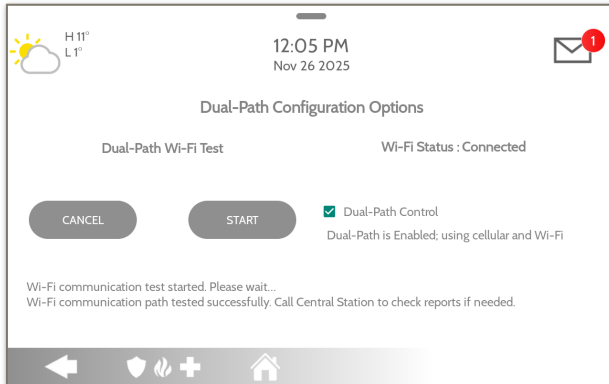 H 11°
L 1°
12:05 PM
Nov 26 2025
1
Dual-Path Configuration Options
Dual-Path Wi-Fi Test
Wi-Fi Status : Connected
CANCEL
START
Dual-Path Control
Dual-Path is Enabled; using cellular and Wi-Fi
Wi-Fi communication test started. Please wait...
Wi-Fi communication path tested successfully. Call Central Station to check reports if needed.